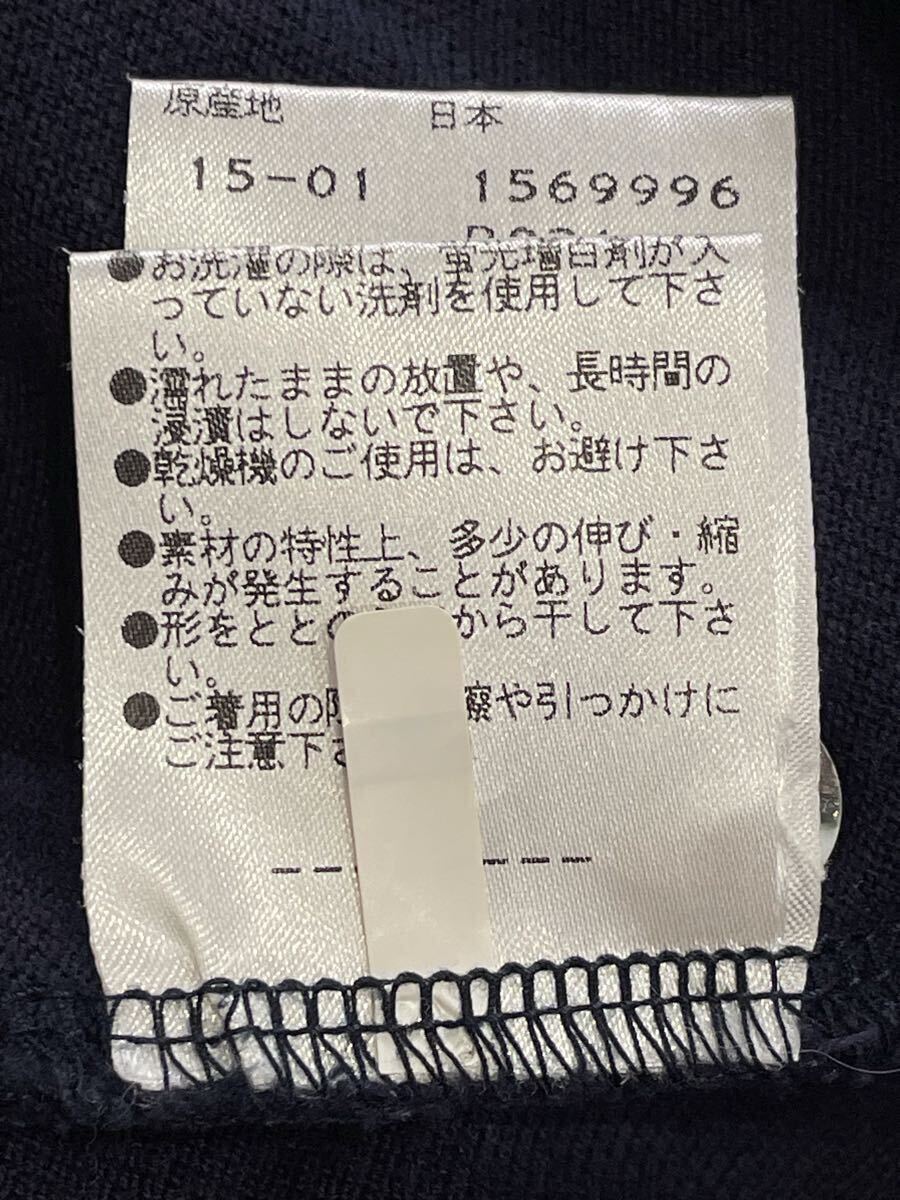 原産地 日本
15-01 1569996
●お洗濯の際は、蛍光増白剤が入
っていない洗剤を使用して下さ
い。
●濡れたままの放置や、長時間の
浸漬はしないで下さい。
●乾燥機のご使用は、お避け下さ
い。
●素材の特性上、多少の伸び・縮
みが発生することがあります。
●形をとと から干して下さ
い。
●ご着用の や引っかけに
ご注意下